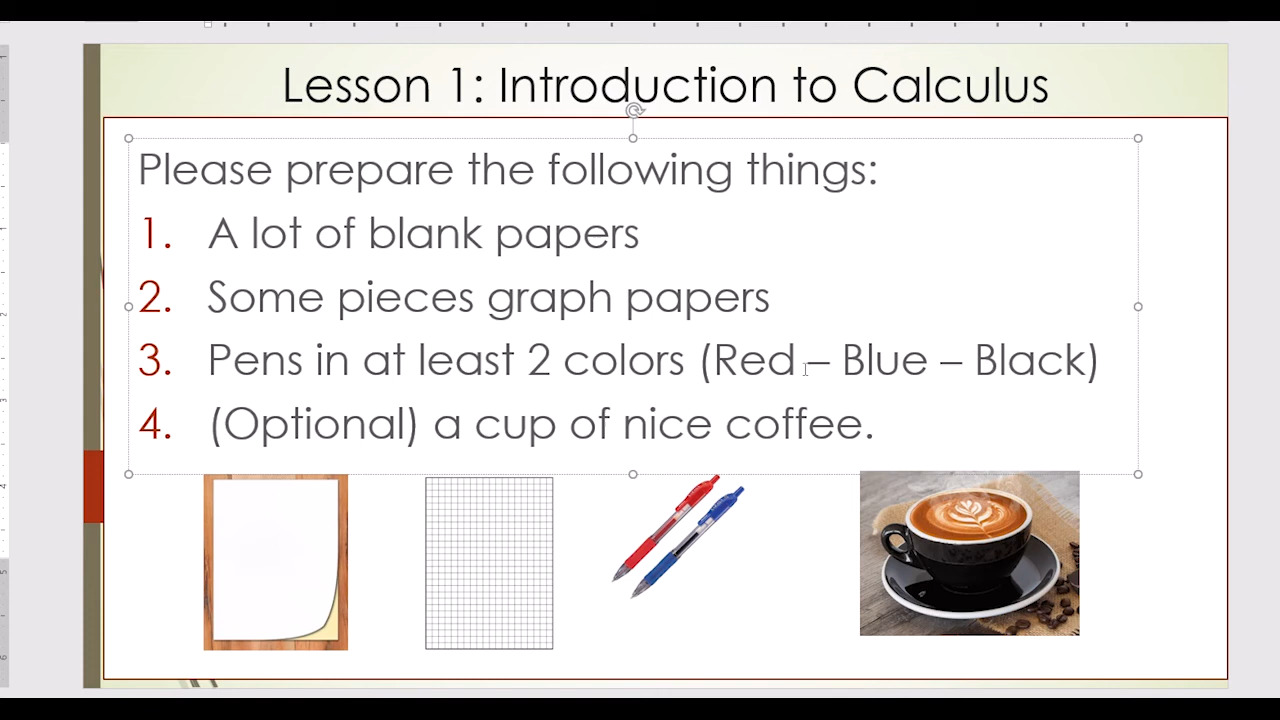 Lesson 1: Introduction to Calculus
Please prepare the following things:
1. A lot of blank papers
2. Some pieces graph papers
3. Pens in at least 2 colors (Red – Blue – Black)
4. (Optional) a cup of nice coffee.